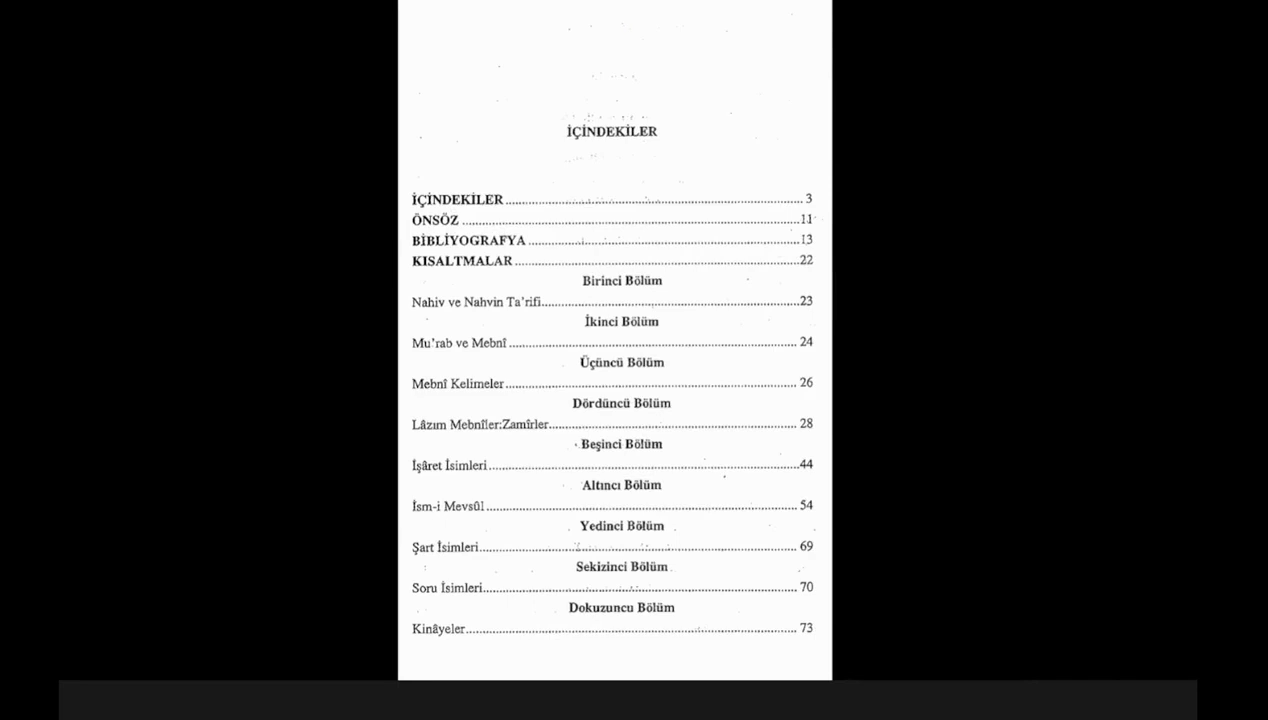 İÇİNDEKİLER
İÇİNDEKİLER........................................3
ÖNSÖZ........................................11
BİBLİYOGRAFYA........................................13
KISALTMALAR........................................22
Birinci Bölüm
Nahiv ve Nahvin Ta'rifi........................................23
İkinci Bölüm
Mu'rab ve Mebnî........................................24
Üçüncü Bölüm
Mebnî Kelimeler........................................26
Dördüncü Bölüm
Lâzım Mebnîler:Zamîrler........................................28
Beşinci Bölüm
İşâret İsimleri........................................44
Altıncı Bölüm
İsm-i Mevsûl........................................54
Yedinci Bölüm
Şart İsimleri........................................69
Sekizinci Bölüm
Soru İsimleri........................................70
Dokuzuncu Bölüm
Kinâyeler........................................73